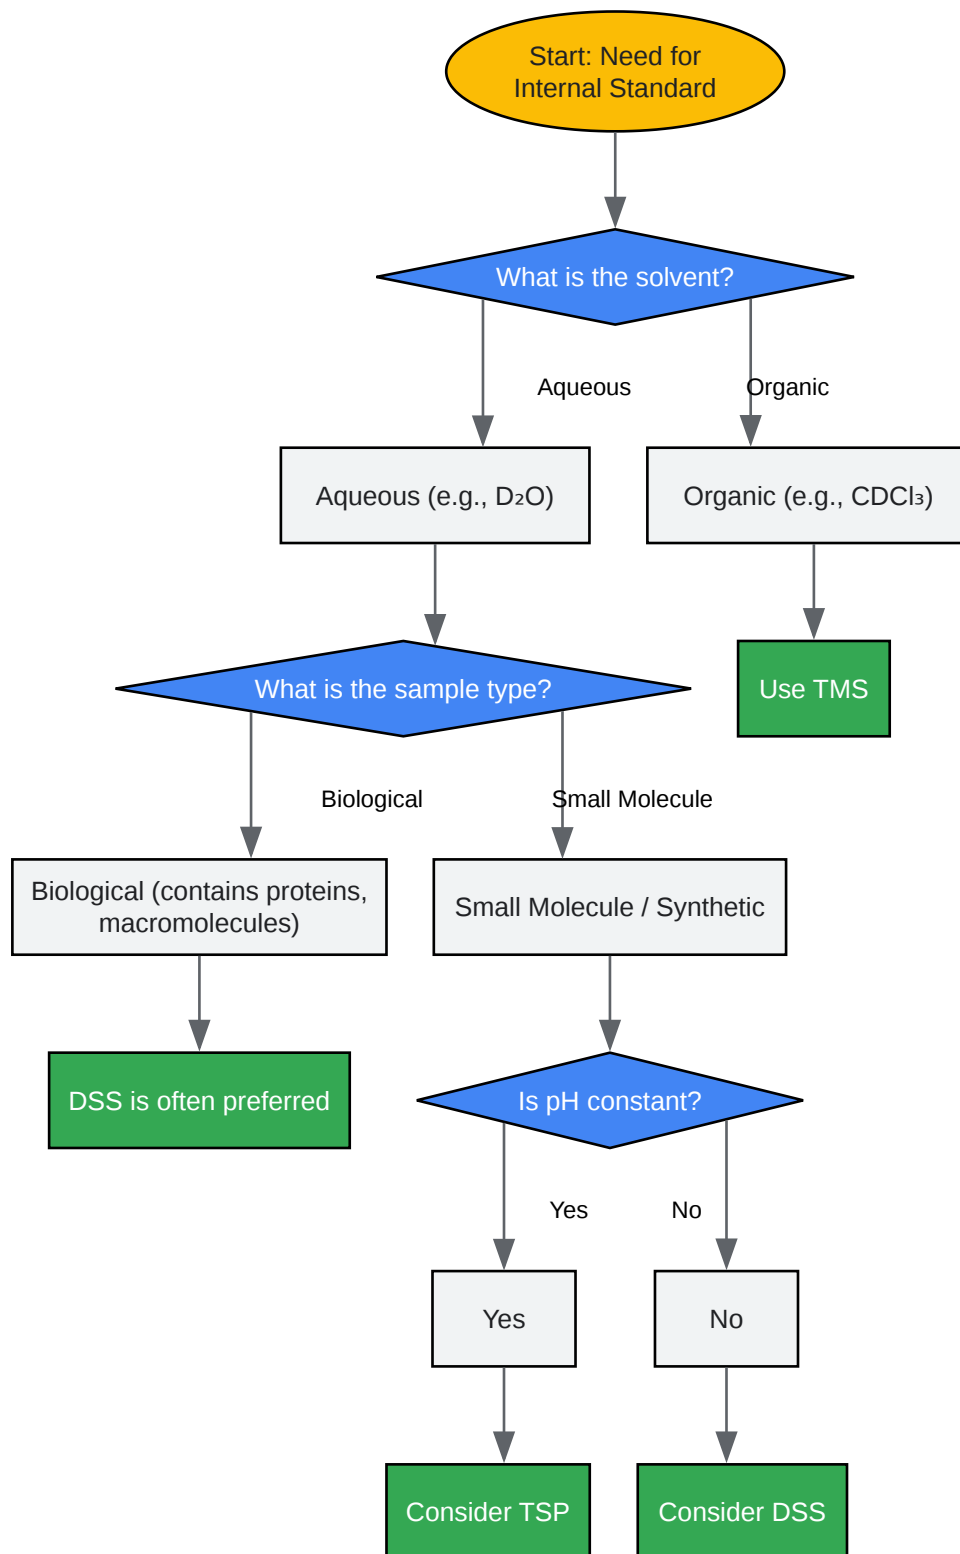 Start: Need for
Internal Standard
What is the solvent?
Aqueous
Organic
Aqueous (e.g., D₂O)
Organic (e.g., CDCl₃)
What is the sample type?
Use TMS
Biological
Small Molecule
Biological (contains proteins,
macromolecules)
Small Molecule / Synthetic
DSS is often preferred
Is pH constant?
Yes
No
Yes
No
Consider TSP
Consider DSS